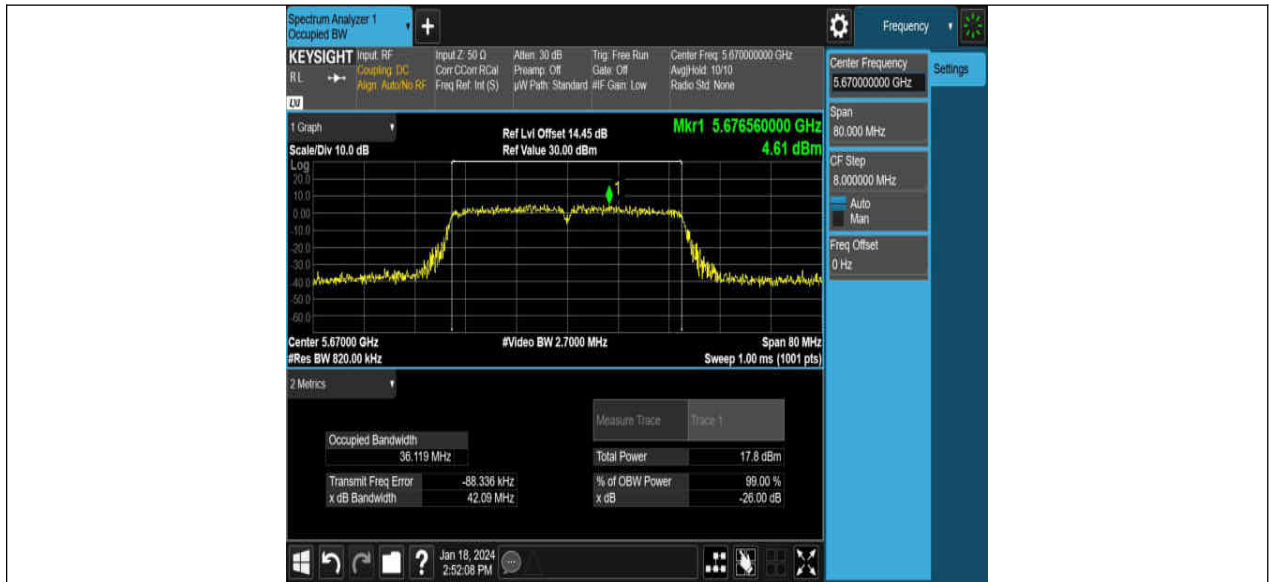 Spectrum Analyzer 1
Occupied BW
+
Frequency
KEYSIGHT
RL
LXI
Input: RF
Coupling: DC
Align: Auto/No RF
Input Z: 50 Ω
Corr CCorr RCal
Freq Ref: Int (S)
Atten: 30 dB
Preamp: Off
µW Path: Standard
Trig: Free Run
Gate: Off
#IF Gain: Low
Center Freq: 5.670000000 GHz
Avg|Hold: 10/10
Radio Std: None
Center Frequency
5.670000000 GHz
Settings
Span
80.000 MHz
CF Step
8.000000 MHz
Auto
Man
Freq Offset
0 Hz
1 Graph
Scale/Div 10.0 dB
Ref Lvl Offset 14.45 dB
Ref Value 30.00 dBm
Mkr1 5.676560000 GHz
4.61 dBm
Log
20.0
10.0
0.00
-10.0
-20.0
-30.0
-40.0
-50.0
-60.0
1
Center 5.67000 GHz
#Video BW 2.7000 MHz
Span 80 MHz
#Res BW 820.00 kHz
Sweep 1.00 ms (1001 pts)
2 Metrics
Measure Trace
Trace 1
Occupied Bandwidth
36.119 MHz
Total Power
17.8 dBm
Transmit Freq Error
-88.336 kHz
% of OBW Power
99.00 %
x dB Bandwidth
42.09 MHz
x dB
-26.00 dB
?
Jan 18, 2024
2:52:08 PM